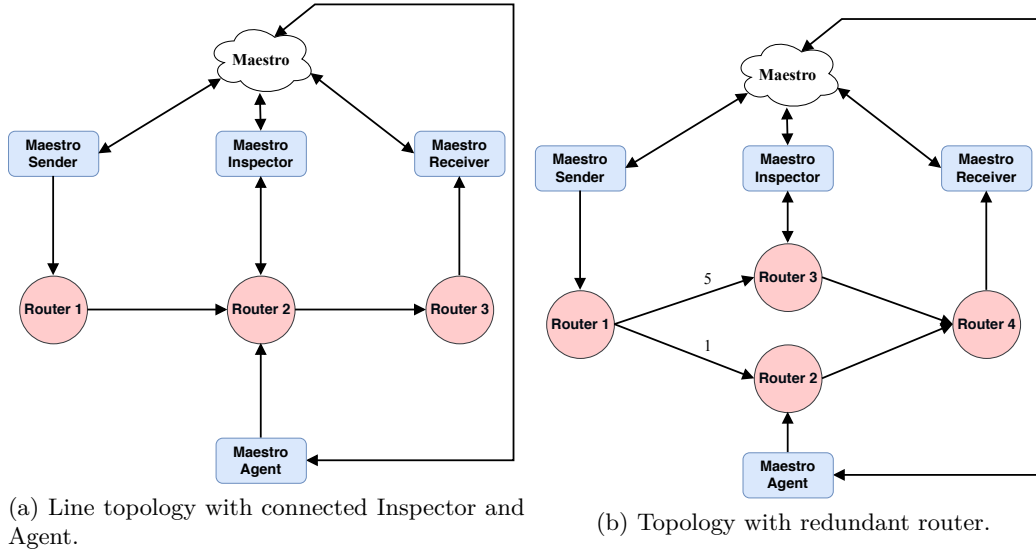 Maestro
Maestro
Sender
Maestro
Inspector
Maestro
Receiver
Router 1
Router 2
Router 3
Maestro
Agent
(a) Line topology with connected Inspector and
Agent.
Maestro
Maestro
Sender
Maestro
Inspector
Maestro
Receiver
5
Router 3
Router 1
Router 4
1
Router 2
Maestro
Agent
(b) Topology with redundant router.